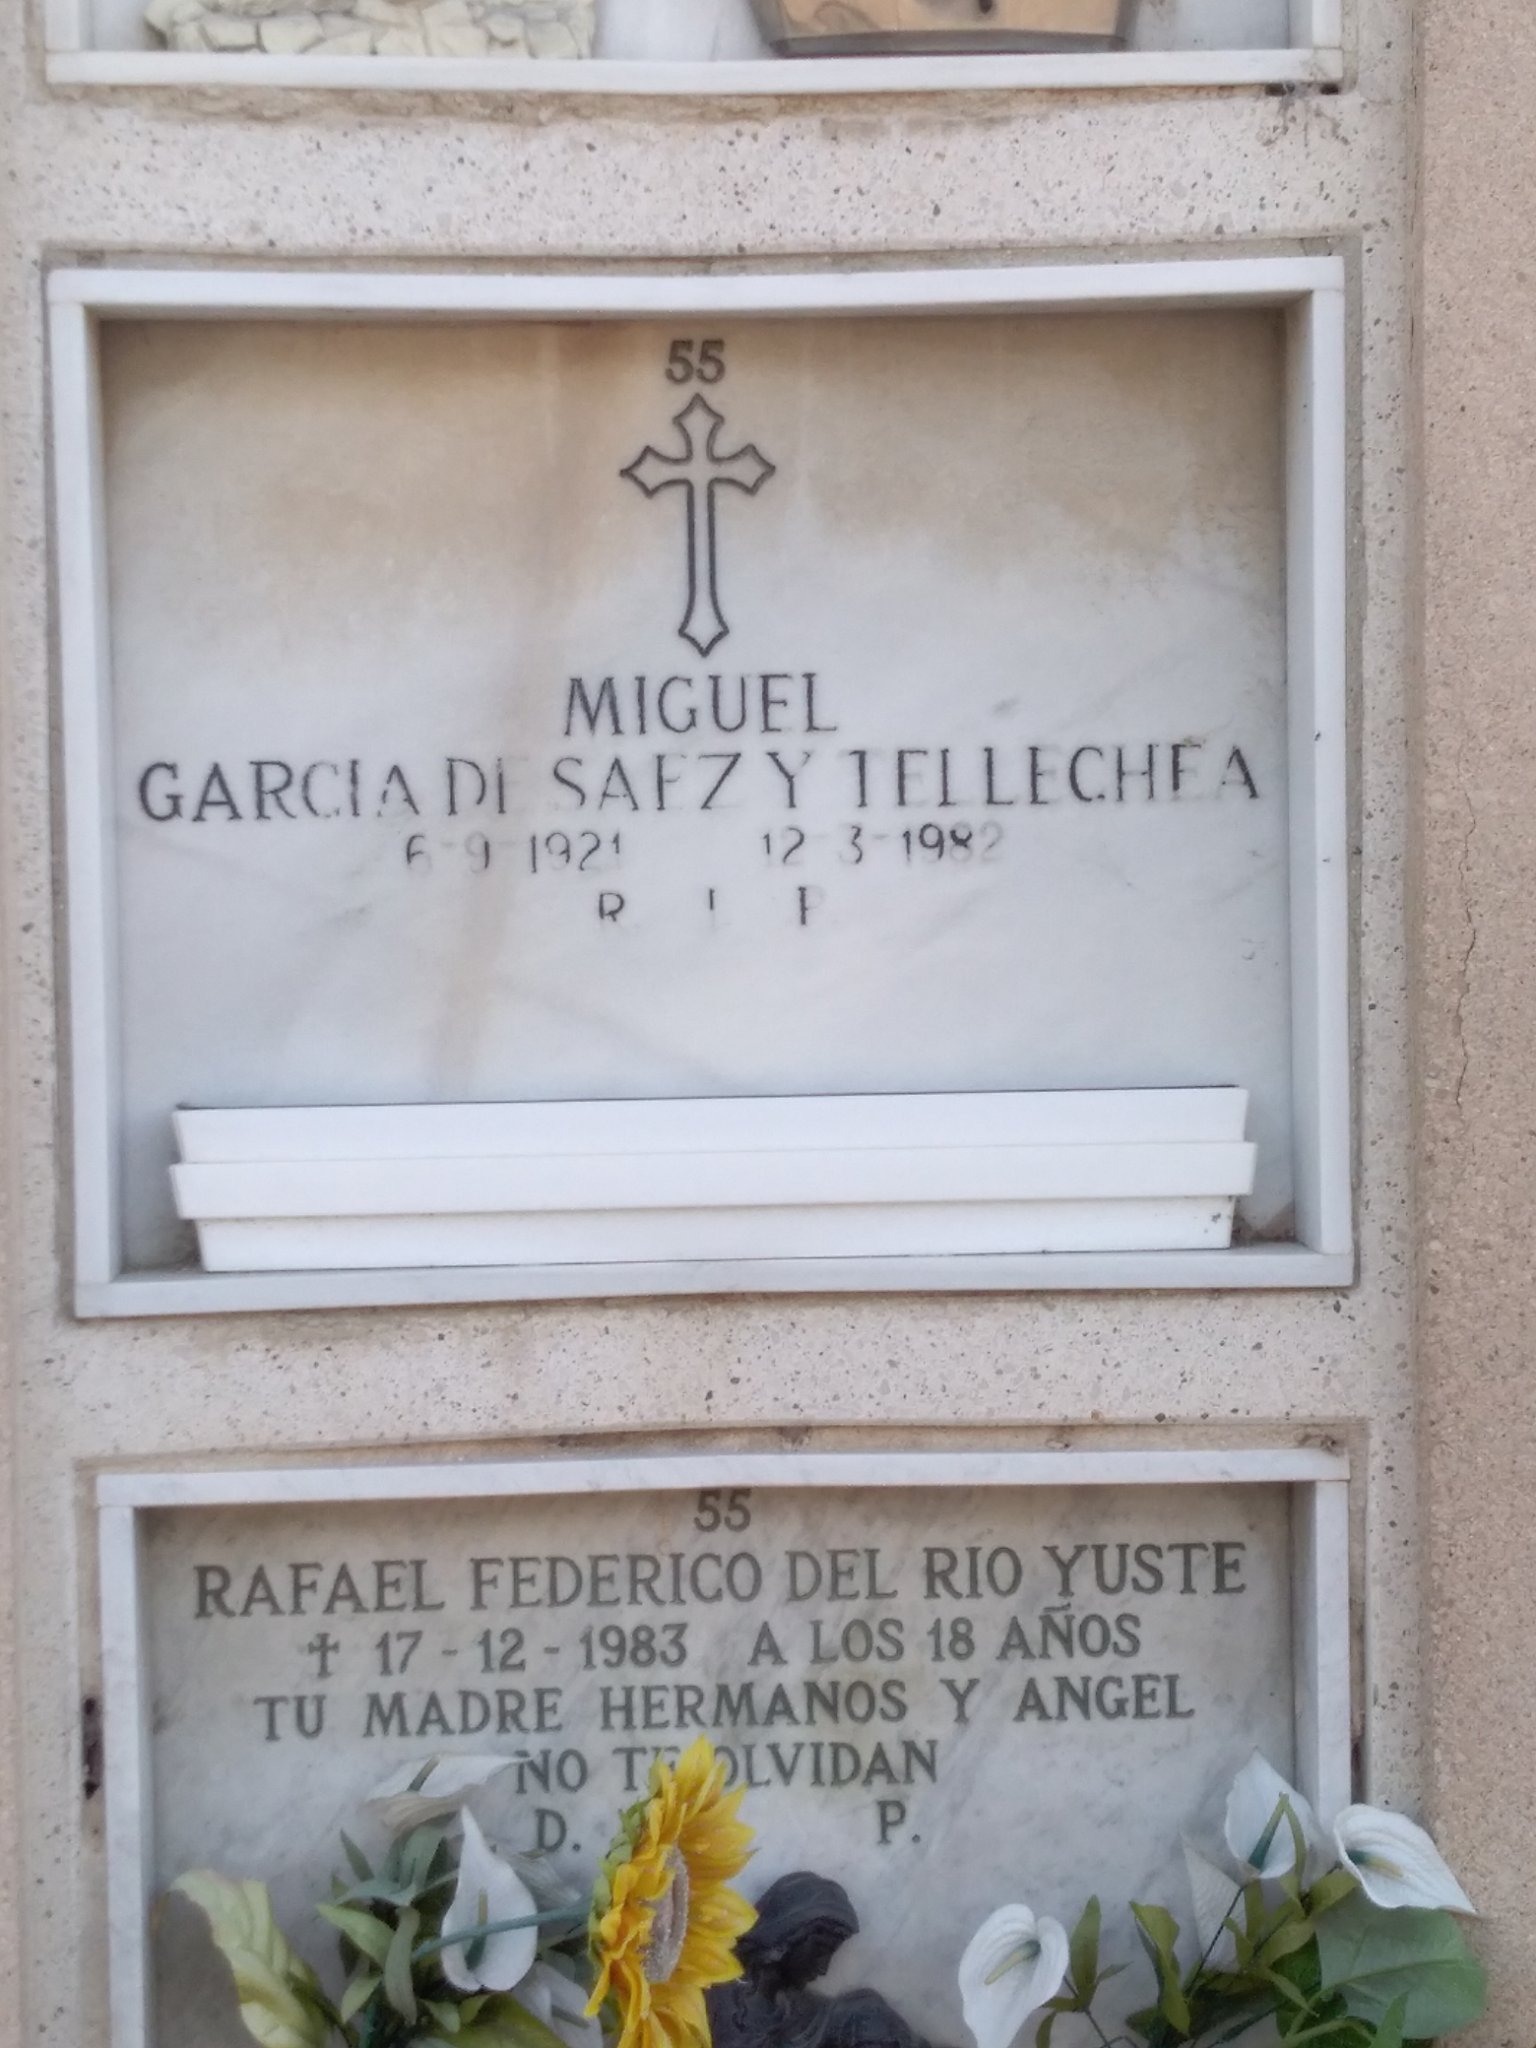 55
MIGUEL
GARCIA DE SAEZ Y TELLECHEA
6-9-1921 12-3-1982
R I P
55
RAFAEL FEDERICO DEL RIO YUSTE
✝ 17-12-1983 A LOS 18 AÑOS
TU MADRE HERMANOS Y ANGEL
NO TE OLVIDAN
D. P.